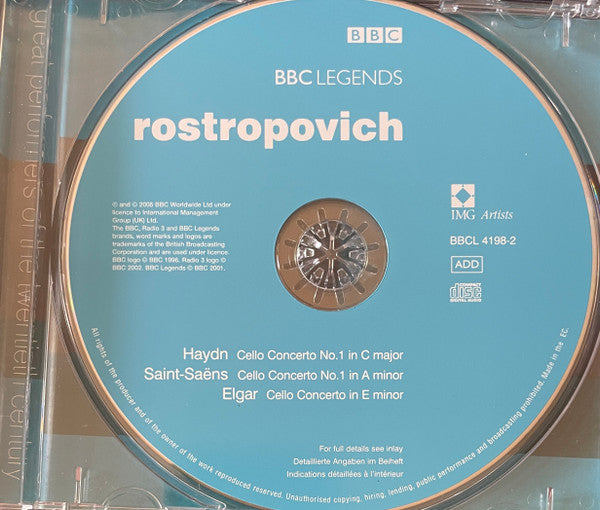 BBC
BBC LEGENDS
rostropovich
℗ and © 2006 BBC Worldwide Ltd under
licence to International Management
Group (UK) Ltd.
The BBC, Radio 3 and BBC Legends
brands, word marks and logos are
trademarks of the British Broadcasting
Corporation and are used under licence.
BBC logo © BBC 1996. Radio 3 logo ©
BBC 2002. BBC Legends © BBC 2001.
IMG Artists
BBCL 4198-2
ADD
COMPACT
disc
DIGITAL AUDIO
Haydn Cello Concerto No.1 in C major
Saint-Saëns Cello Concerto No.1 in A minor
Elgar Cello Concerto in E minor
For full details see inlay
Detaillierte Angaben im Beiheft
Indications détaillées à l'intérieur
All rights of the producer and of the owner of the work reproduced reserved. Unauthorised copying, hiring, lending, public performance and broadcasting prohibited. Made in the EC.
great performers of the twentieth century